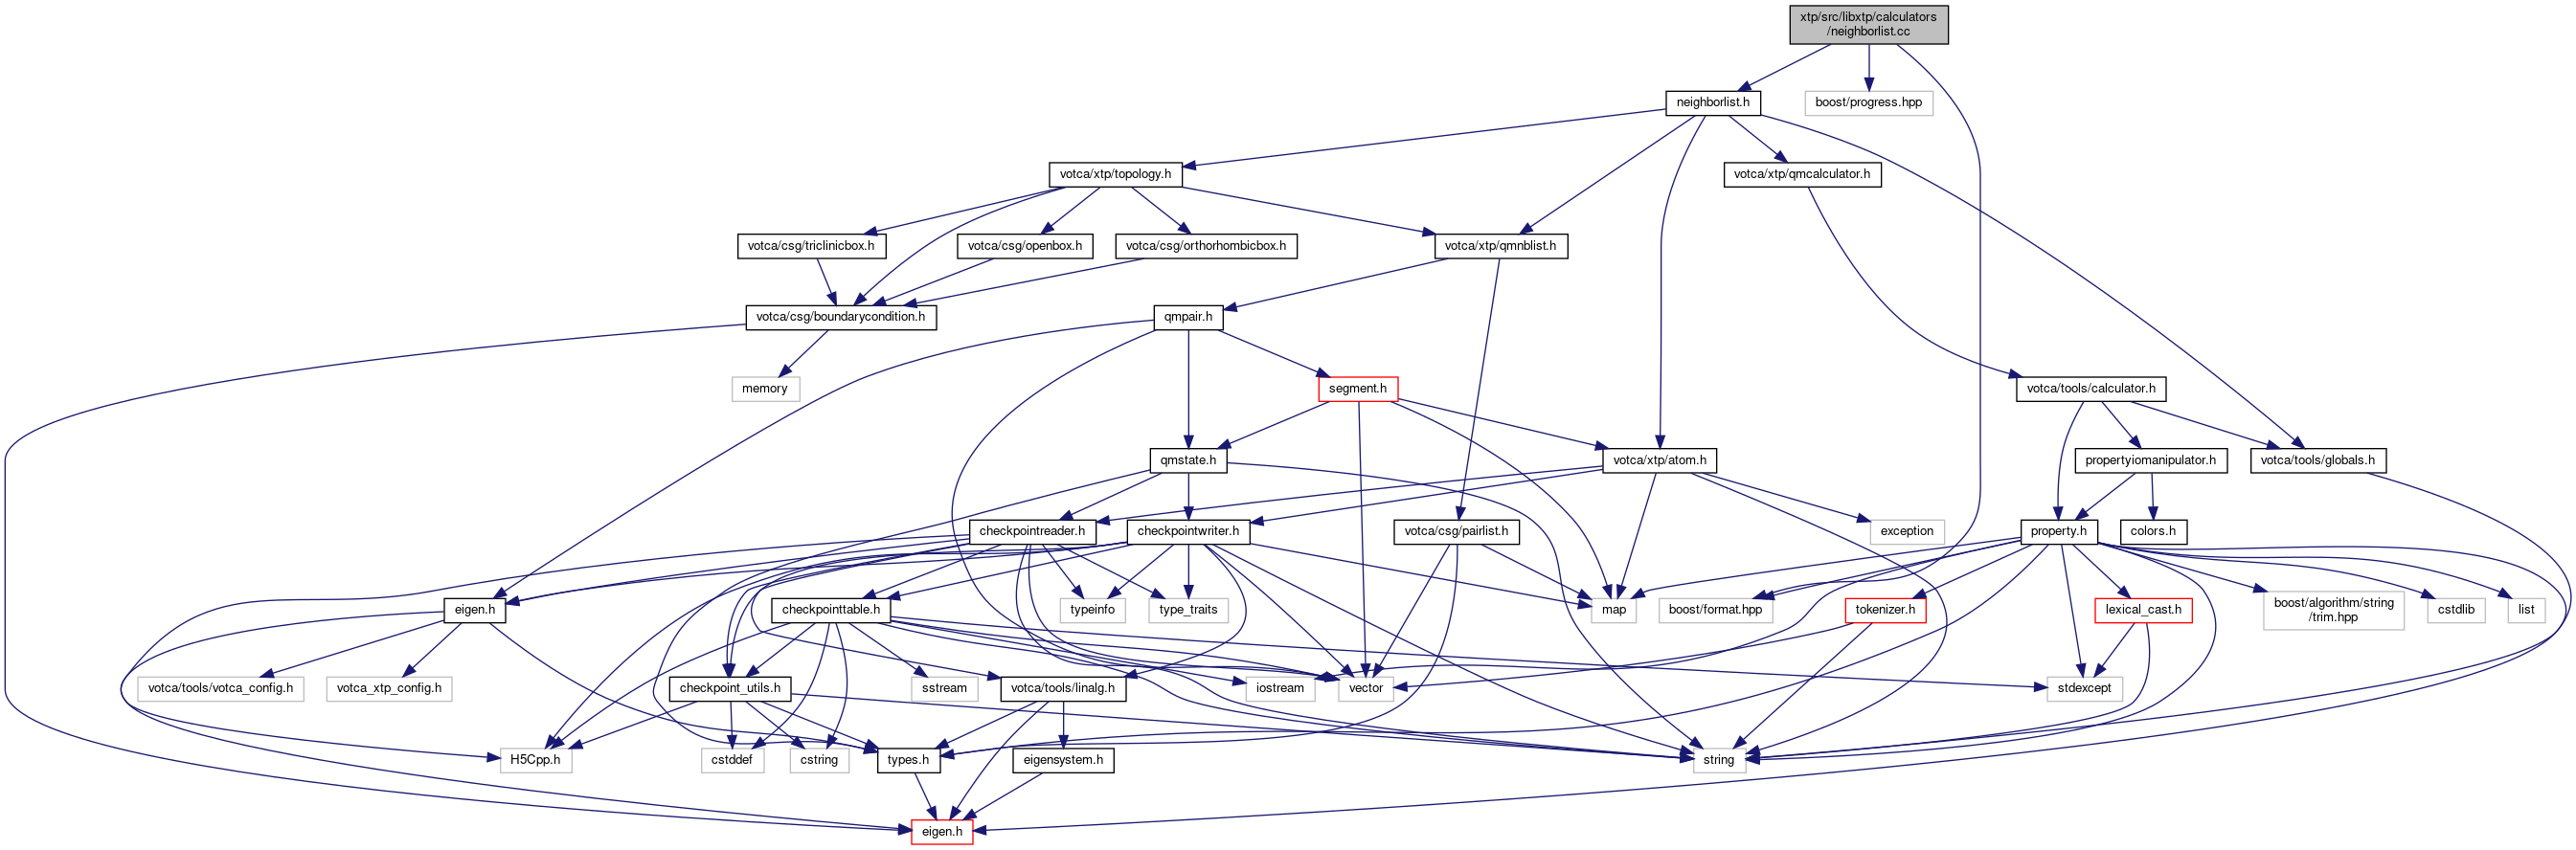 xtp/src/libxtp/calculators
/neighborlist.cc
neighborlist.h
boost/progress.hpp
votca/xtp/topology.h
votca/xtp/qmcalculator.h
votca/csg/triclinicbox.h
votca/csg/openbox.h
votca/csg/orthorhombicbox.h
votca/xtp/qmnblist.h
votca/csg/boundarycondition.h
qmpair.h
memory
segment.h
votca/tools/calculator.h
qmstate.h
votca/xtp/atom.h
propertyiomanipulator.h
votca/tools/globals.h
checkpointreader.h
checkpointwriter.h
votca/csg/pairlist.h
exception
property.h
colors.h
eigen.h
checkpointtable.h
typeinfo
type_traits
map
boost/format.hpp
tokenizer.h
lexical_cast.h
boost/algorithm/string
/trim.hpp
cstdlib
list
votca/tools/votca_config.h
votca_xtp_config.h
checkpoint_utils.h
sstream
votca/tools/linalg.h
iostream
vector
stdexcept
H5Cpp.h
cstddef
cstring
types.h
eigensystem.h
string
eigen.h